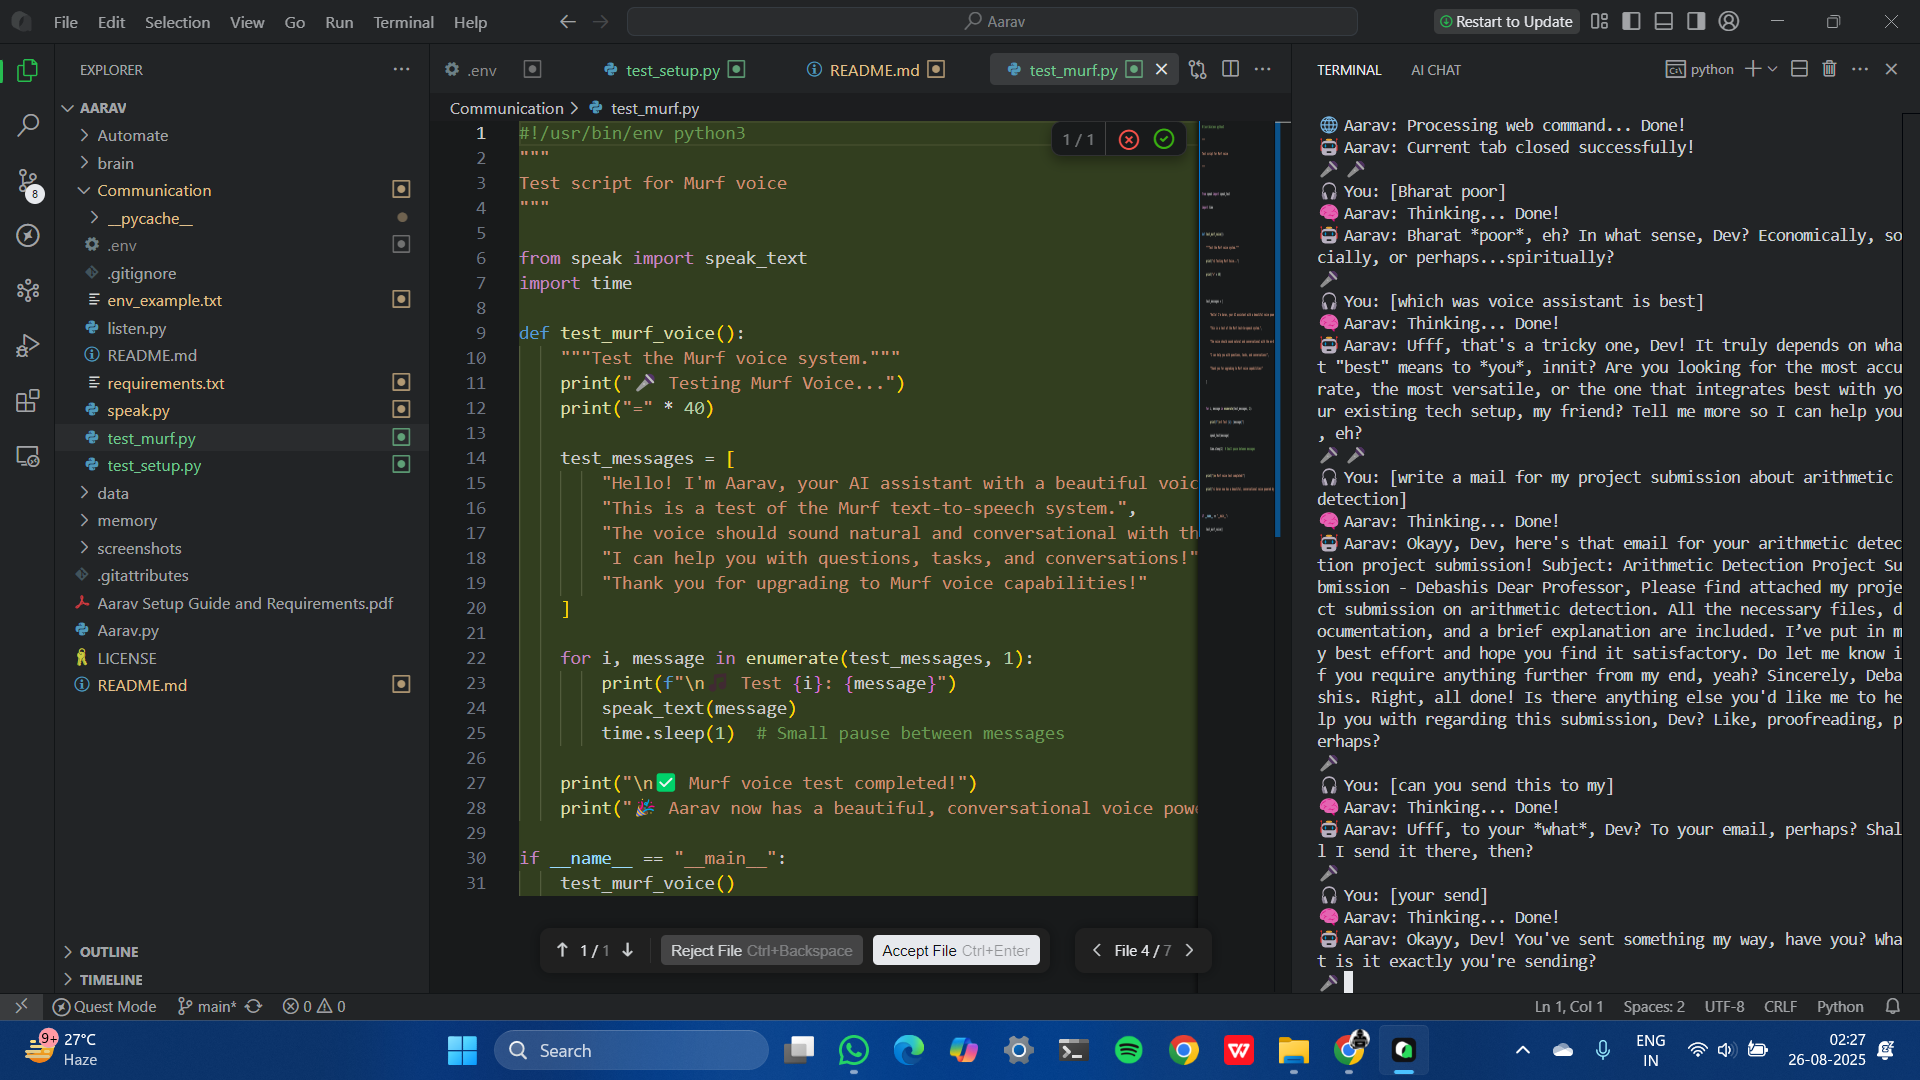 File Edit Selection View Go Run Terminal Help
Aarav
Restart to Update
EXPLORER
AARAV
Automate
brain
Communication
__pycache__
.env
.gitignore
env_example.txt
listen.py
README.md
requirements.txt
speak.py
test_murf.py
test_setup.py
data
memory
screenshots
.gitattributes
Aarav Setup Guide and Requirements.pdf
Aarav.py
LICENSE
README.md
OUTLINE
TIMELINE
8
.env
test_setup.py
README.md
test_murf.py
Communication > test_murf.py
1 / 1
1 #!/usr/bin/env python3
2 """
3 Test script for Murf voice
4 """
5
6 from speak import speak_text
7 import time
8
9 def test_murf_voice():
10 """Test the Murf voice system."""
11 print("🎤 Testing Murf Voice...")
12 print("=" * 40)
13
14 test_messages = [
15 "Hello! I'm Aarav, your AI assistant with a beautiful voic
16 "This is a test of the Murf text-to-speech system.",
17 "The voice should sound natural and conversational with th
18 "I can help you with questions, tasks, and conversations!"
19 "Thank you for upgrading to Murf voice capabilities!"
20 ]
21
22 for i, message in enumerate(test_messages, 1):
23 print(f"\n🎵 Test {i}: {message}")
24 speak_text(message)
25 time.sleep(1) # Small pause between messages
26
27 print("\n✅ Murf voice test completed!")
28 print("🎉 Aarav now has a beautiful, conversational voice powe
29
30 if __name__ == "__main__":
31 test_murf_voice()
1 / 1
Reject File Ctrl+Backspace
Accept File Ctrl+Enter
File 4 / 7
TERMINAL AI CHAT
python
🌐 Aarav: Processing web command... Done!
🤖 Aarav: Current tab closed successfully!
🎤 🎤
🎧 You: [Bharat poor]
🧠 Aarav: Thinking... Done!
🤖 Aarav: Bharat *poor*, eh? In what sense, Dev? Economically, so
cially, or perhaps...spiritually?
🎤
🎧 You: [which was voice assistant is best]
🧠 Aarav: Thinking... Done!
🤖 Aarav: Ufff, that's a tricky one, Dev! It truly depends on wha
t "best" means to *you*, innit? Are you looking for the most accu
rate, the most versatile, or the one that integrates best with yo
ur existing tech setup, my friend? Tell me more so I can help you
, eh?
🎤 🎤
🎧 You: [write a mail for my project submission about arithmetic
detection]
🧠 Aarav: Thinking... Done!
🤖 Aarav: Okayy, Dev, here's that email for your arithmetic detec
tion project submission! Subject: Arithmetic Detection Project Su
bmission - Debashis Dear Professor, Please find attached my proje
ct submission on arithmetic detection. All the necessary files, d
ocumentation, and a brief explanation are included. I’ve put in m
y best effort and hope you find it satisfactory. Do let me know i
f you require anything further from my end, yeah? Sincerely, Deba
shis. Right, all done! Is there anything else you'd like me to he
lp you with regarding this submission, Dev? Like, proofreading, p
erhaps?
🎤
🎧 You: [can you send this to my]
🧠 Aarav: Thinking... Done!
🤖 Aarav: Ufff, to your *what*, Dev? To your email, perhaps? Shal
l I send it there, then?
🎤
🎧 You: [your send]
🧠 Aarav: Thinking... Done!
🤖 Aarav: Okayy, Dev! You've sent something my way, have you? Wha
t is it exactly you're sending?
🎤
Quest Mode main* 0 0
Ln 1, Col 1 Spaces: 2 UTF-8 CRLF Python
9+
27°C
Haze
Search
ENG
IN
02:27
26-08-2025